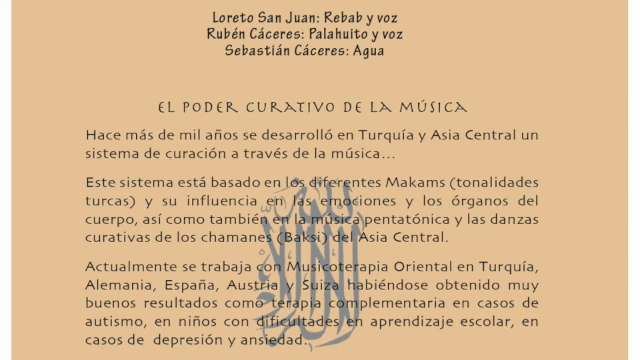 Loreto San Juan: Rebab y voz
Rubén Cáceres: Palahuito y voz
Sebastián Cáceres: Agua
EL PODER CURATIVO DE LA MÚSICA
Hace más de mil años se desarrolló en Turquía y Asia Central un
sistema de curación a través de la música...
Este sistema está basado en los diferentes Makams (tonalidades
turcas) y su influencia en las emociones y los órganos del
cuerpo, así como también en la música pentatónica y las danzas
curativas de los chamanes (Baksi) del Asia Central.
Actualmente se trabaja con Musicoterapia Oriental en Turquía,
Alemania, España, Austria y Suiza habiéndose obtenido muy
buenos resultados como terapia complementaria en casos de
autismo, en niños con dificultades en aprendizaje escolar, en
casos de depresión y ansiedad.